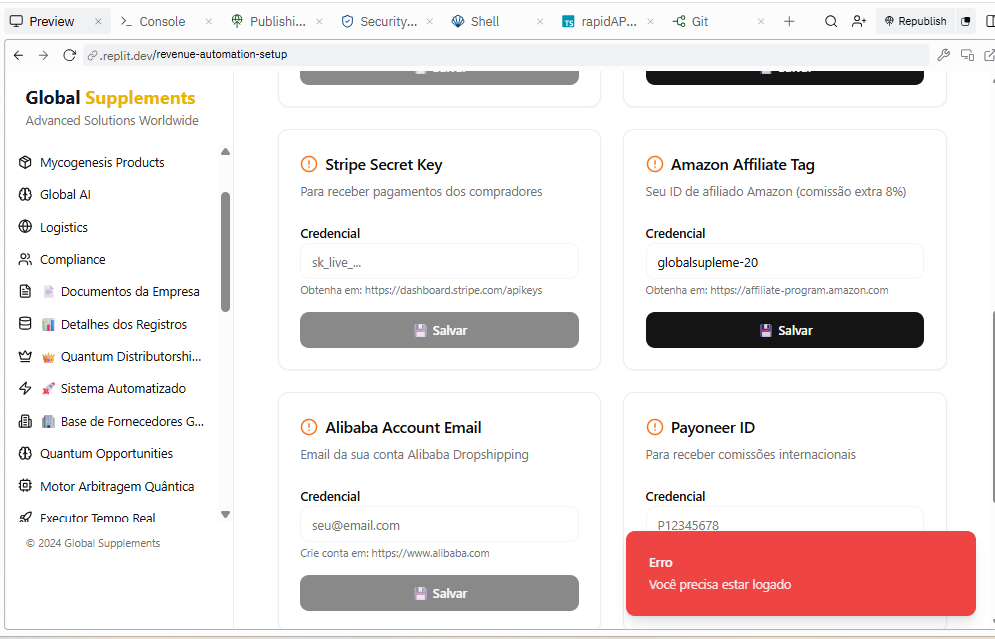 Preview
Console
Publishi...
Security...
Shell
rapidAP...
Git
Republish
.replit.dev/revenue-automation-setup
Global Supplements
Advanced Solutions Worldwide
Mycogenesis Products
Global AI
Logistics
Compliance
Documentos da Empresa
Detalhes dos Registros
Quantum Distributorshi...
Sistema Automatizado
Base de Fornecedores G...
Quantum Opportunities
Motor Arbitragem Quântica
Executor Tempo Real
© 2024 Global Supplements
Salvar
Salvar
Stripe Secret Key
Para receber pagamentos dos compradores
Credencial
sk_live_...
Obtenha em: https://dashboard.stripe.com/apikeys
Salvar
Amazon Affiliate Tag
Seu ID de afiliado Amazon (comissão extra 8%)
Credencial
globalsupleme-20
Obtenha em: https://affiliate-program.amazon.com
Salvar
Alibaba Account Email
Email da sua conta Alibaba Dropshipping
Credencial
seu@email.com
Crie conta em: https://www.alibaba.com
Salvar
Payoneer ID
Para receber comissões internacionais
Credencial
P12345678
Erro
Você precisa estar logado